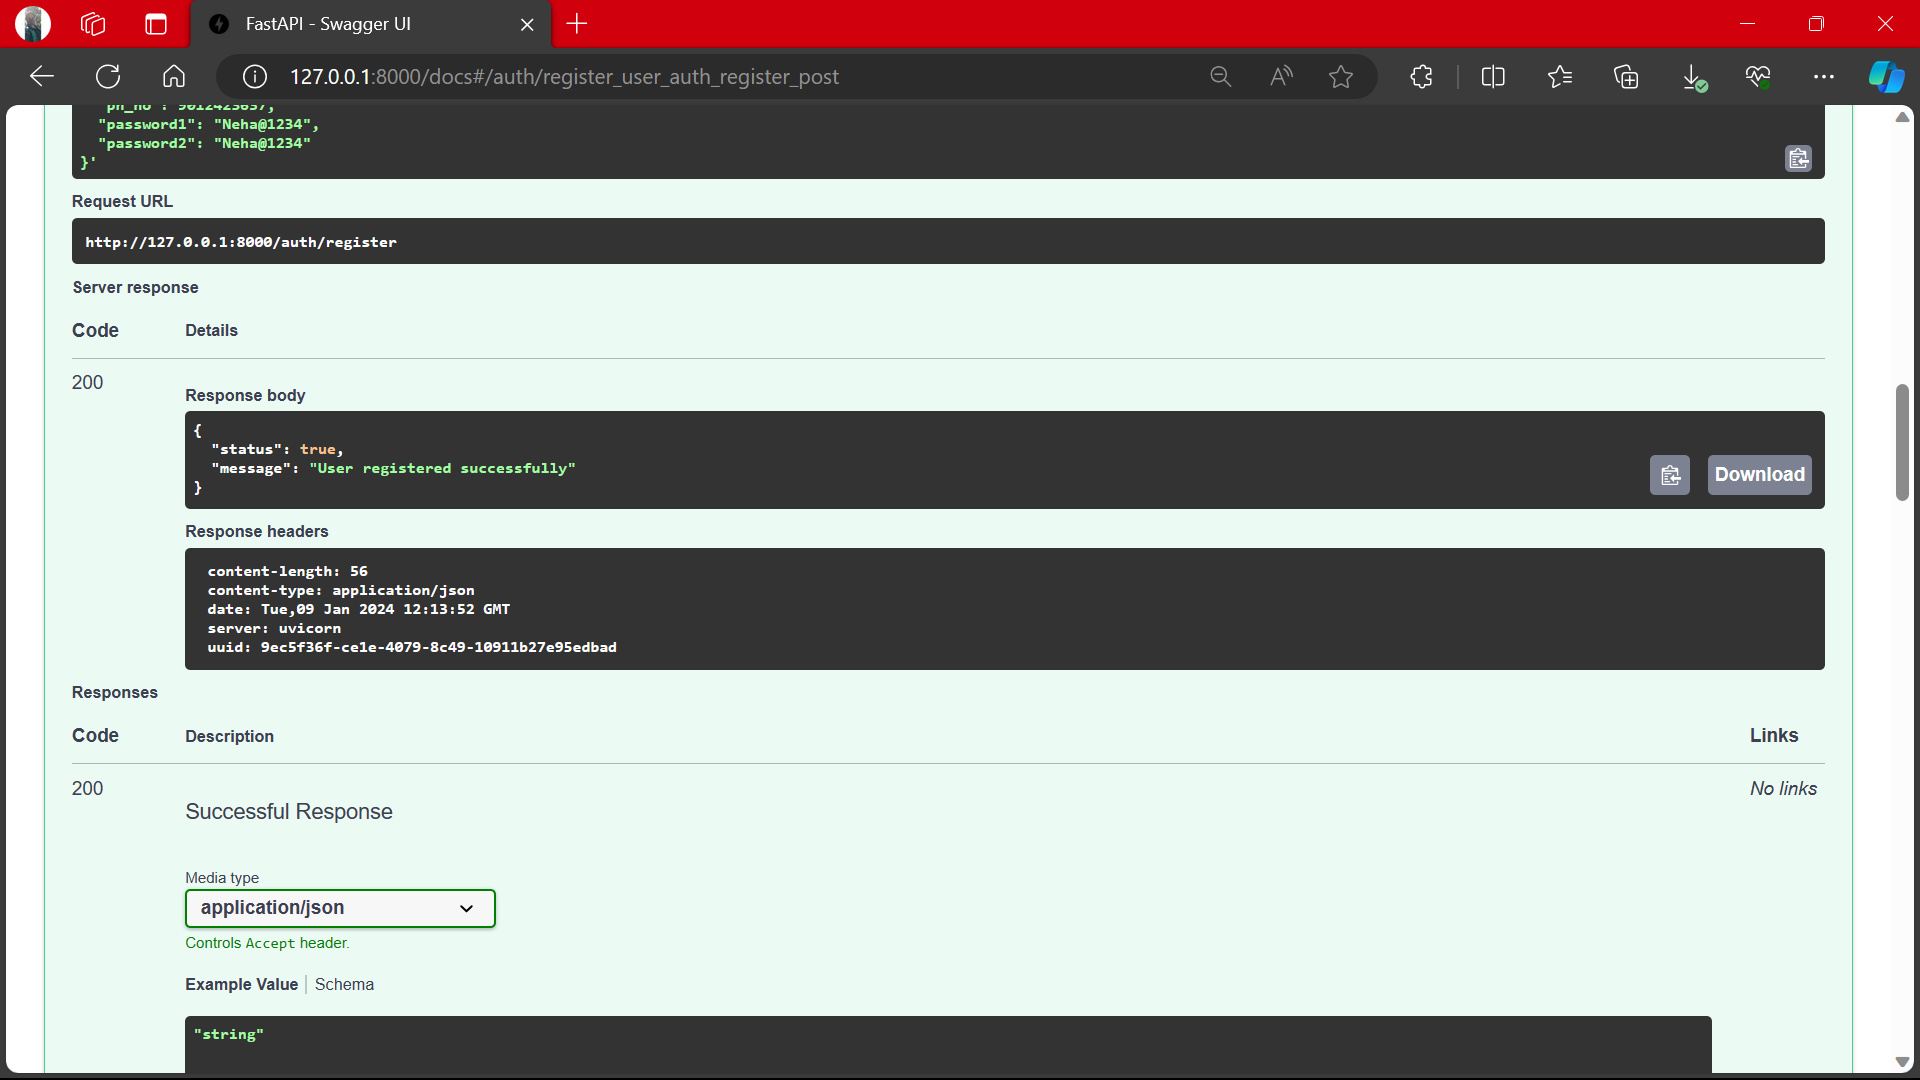 FastAPI - Swagger UI
127.0.0.1:8000/docs#/auth/register_user_auth_register_post
"ph_no": 9012423637,
"password1": "Neha@1234",
"password2": "Neha@1234"
}'
Request URL
http://127.0.0.1:8000/auth/register
Server response
Code Details
200
Response body
{
"status": true,
"message": "User registered successfully"
}
Download
Response headers
content-length: 56
content-type: application/json
date: Tue,09 Jan 2024 12:13:52 GMT
server: uvicorn
uuid: 9ec5f36f-ce1e-4079-8c49-10911b27e95edbad
Responses
Code Description Links
200 No links
Successful Response
Media type
application/json
Controls Accept header.
Example Value Schema
"string"